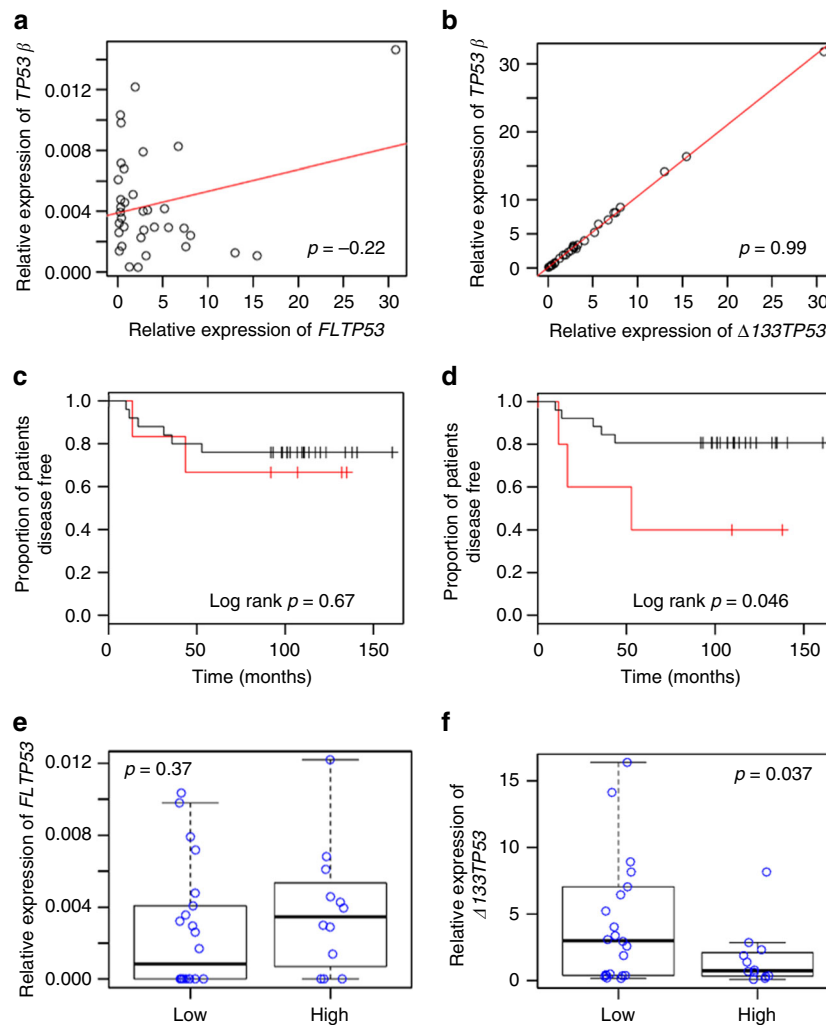 a
Relative expression of TP53 β
0.012
0.008
0.004
0.000
p = –0.22
0 5 10 15 20 25 30
Relative expression of FLTP53
b
Relative expression of TP53 β
30
20
10
5
0
p = 0.99
0 5 10 15 20 25 30
Relative expression of Δ133TP53
c
Proportion of patients
disease free
1.0
0.8
0.6
0.4
0.2
0.0
Log rank p = 0.67
0 50 100 150
Time (months)
d
Proportion of patients
disease free
1.0
0.8
0.6
0.4
0.2
0.0
Log rank p = 0.046
0 50 100 150
Time (months)
e
Relative expression of FLTP53
0.012
0.008
0.004
0.000
p = 0.37
Low High
f
Relative expression of
Δ133TP53
15
10
5
0
p = 0.037
Low High